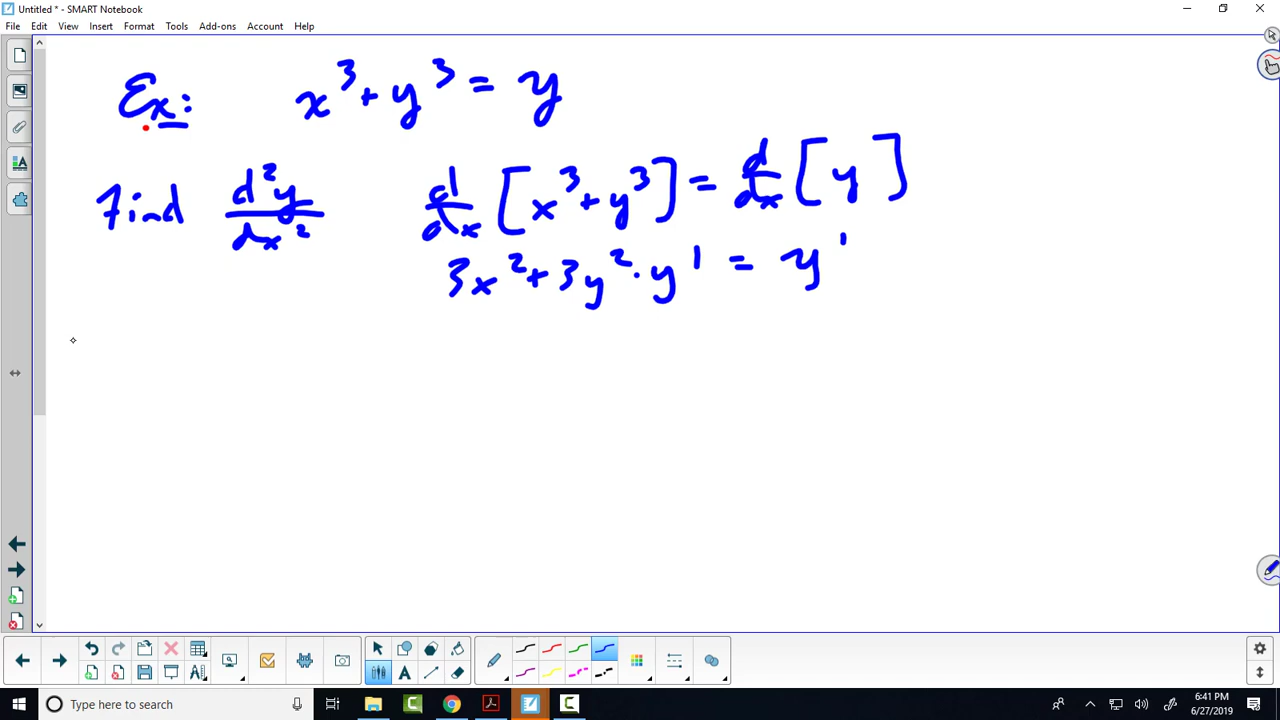 Untitled * - SMART Notebook
File Edit View Insert Format Tools Add-ons Account Help
Ex: x³ + y³ = y
Find d²y/dx² d/dx [x³ + y³] = d/dx [y]
3x² + 3y² · y' = y'
Type here to search
6:41 PM
6/27/2019